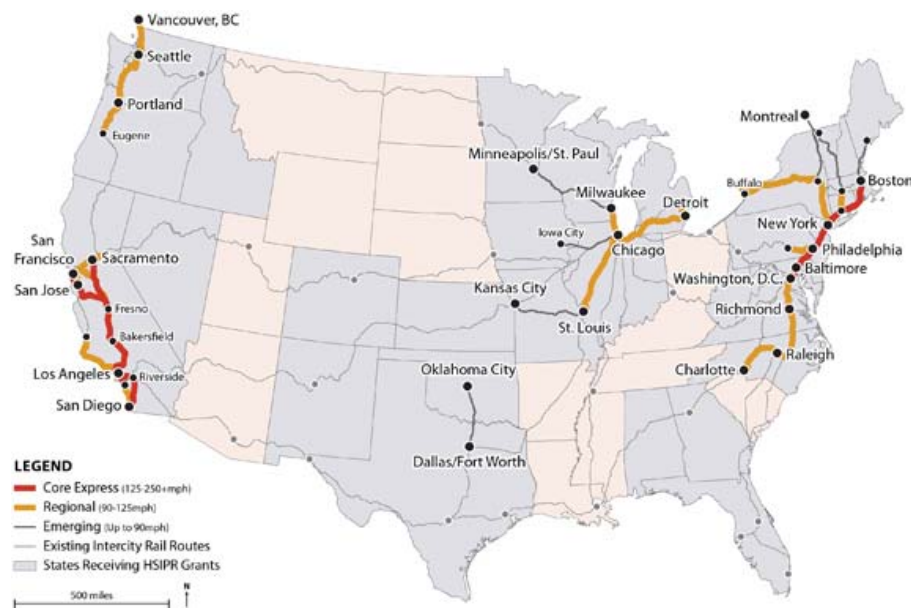 Vancouver, BC
Seattle
Portland
Eugene
San
Francisco
Sacramento
San Jose
Fresno
Bakersfield
Los Angeles
Riverside
San Diego
Minneapolis/St. Paul
Milwaukee
Detroit
Iowa City
Chicago
Kansas City
St. Louis
Oklahoma City
Dallas/Fort Worth
Montreal
Buffalo
Boston
New York
Philadelphia
Baltimore
Washington, D.C.
Richmond
Raleigh
Charlotte
LEGEND
Core Express (125-250+mph)
Regional (90-125mph)
Emerging (Up to 90mph)
Existing Intercity Rail Routes
States Receiving HSIPR Grants
500 miles
N